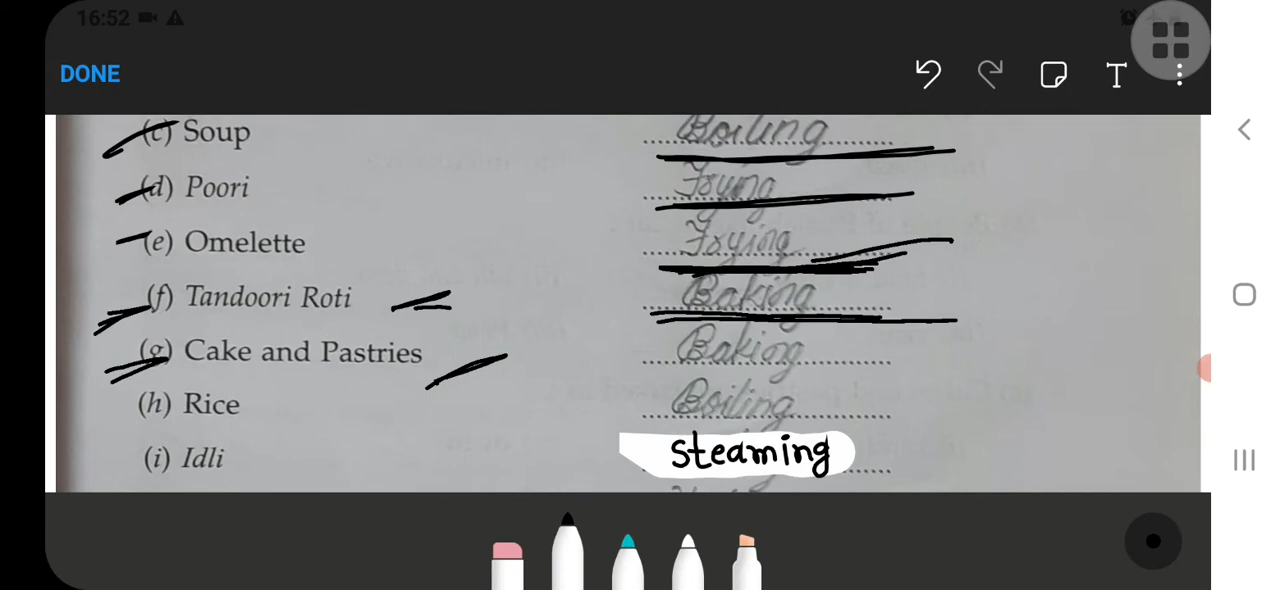 16:52
DONE
T
(c) Soup Boiling
(d) Poori Frying
(e) Omelette Frying
(f) Tandoori Roti Baking
(g) Cake and Pastries Baking
(h) Rice Boiling
(i) Idli steaming